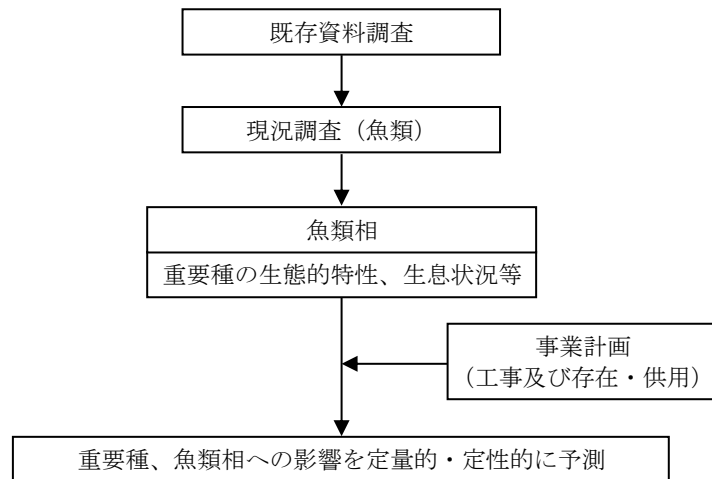 既存資料調査
現況調査（魚類）
魚類相
重要種の生態的特性、生息状況等
事業計画
（工事及び存在・供用）
重要種、魚類相への影響を定量的・定性的に予測